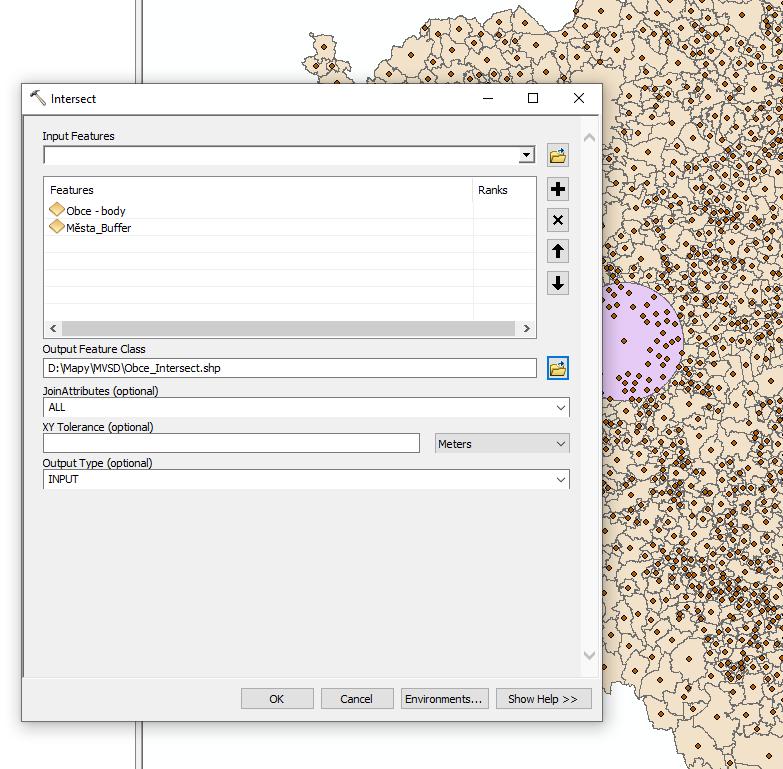 Intersect
Input Features
Features Ranks
Obce - body
Města_Buffer
Output Feature Class
D:\Mapy\MVSD\Obce_Intersect.shp
JoinAttributes (optional)
ALL
XY Tolerance (optional)
Meters
Output Type (optional)
INPUT
OK Cancel Environments... Show Help >>